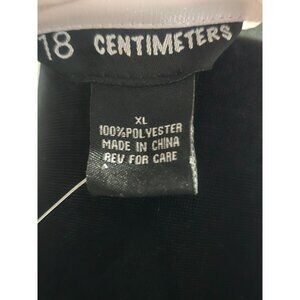 18 CENTIMETERS
XL
100%POLYESTER
MADE IN CHINA
REV FOR CARE